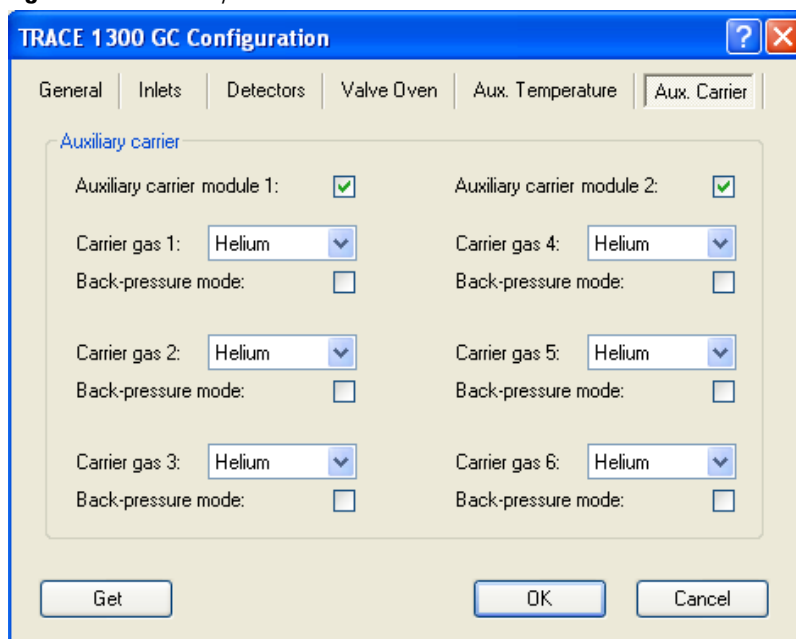 TRACE 1300 GC Configuration
General Inlets Detectors Valve Oven Aux. Temperature Aux. Carrier
Auxiliary carrier
Auxiliary carrier module 1: Auxiliary carrier module 2:
Carrier gas 1: Helium Carrier gas 4: Helium
Back-pressure mode: Back-pressure mode:
Carrier gas 2: Helium Carrier gas 5: Helium
Back-pressure mode: Back-pressure mode:
Carrier gas 3: Helium Carrier gas 6: Helium
Back-pressure mode: Back-pressure mode:
Get OK Cancel